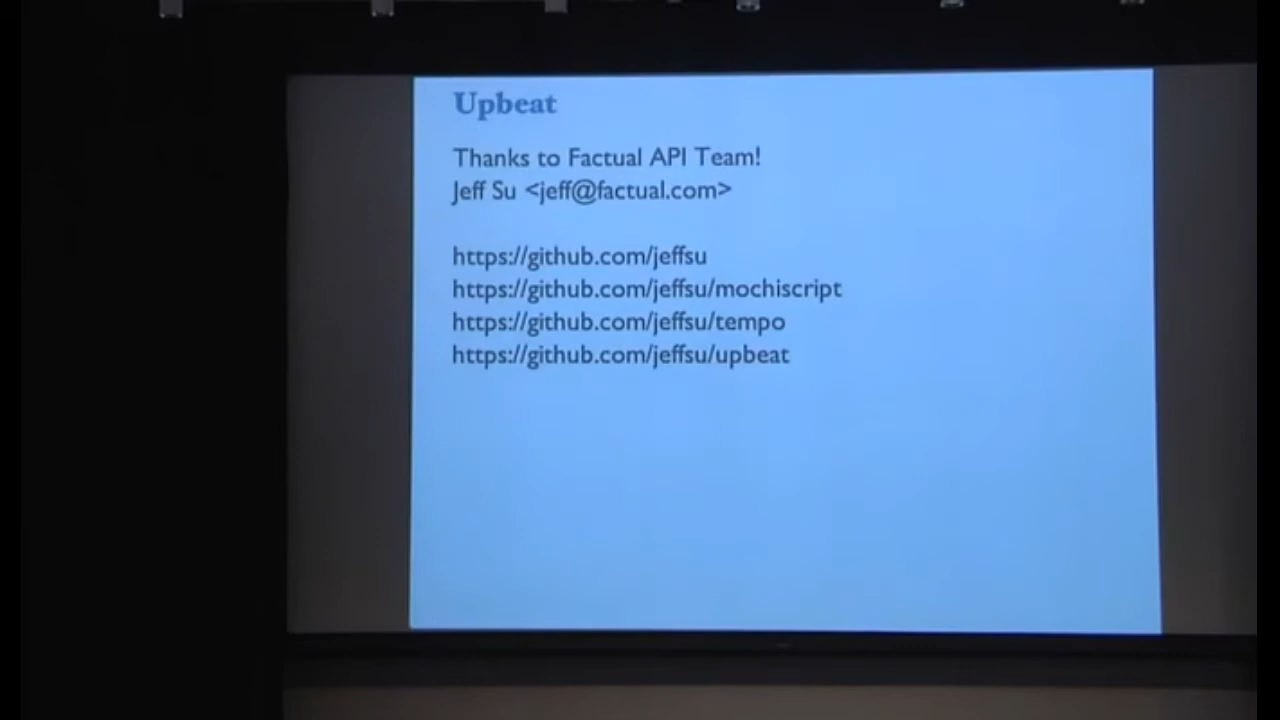 Upbeat
Thanks to Factual API Team!
Jeff Su <jeff@factual.com>
https://github.com/jeffsu
https://github.com/jeffsu/mochiscript
https://github.com/jeffsu/tempo
https://github.com/jeffsu/upbeat